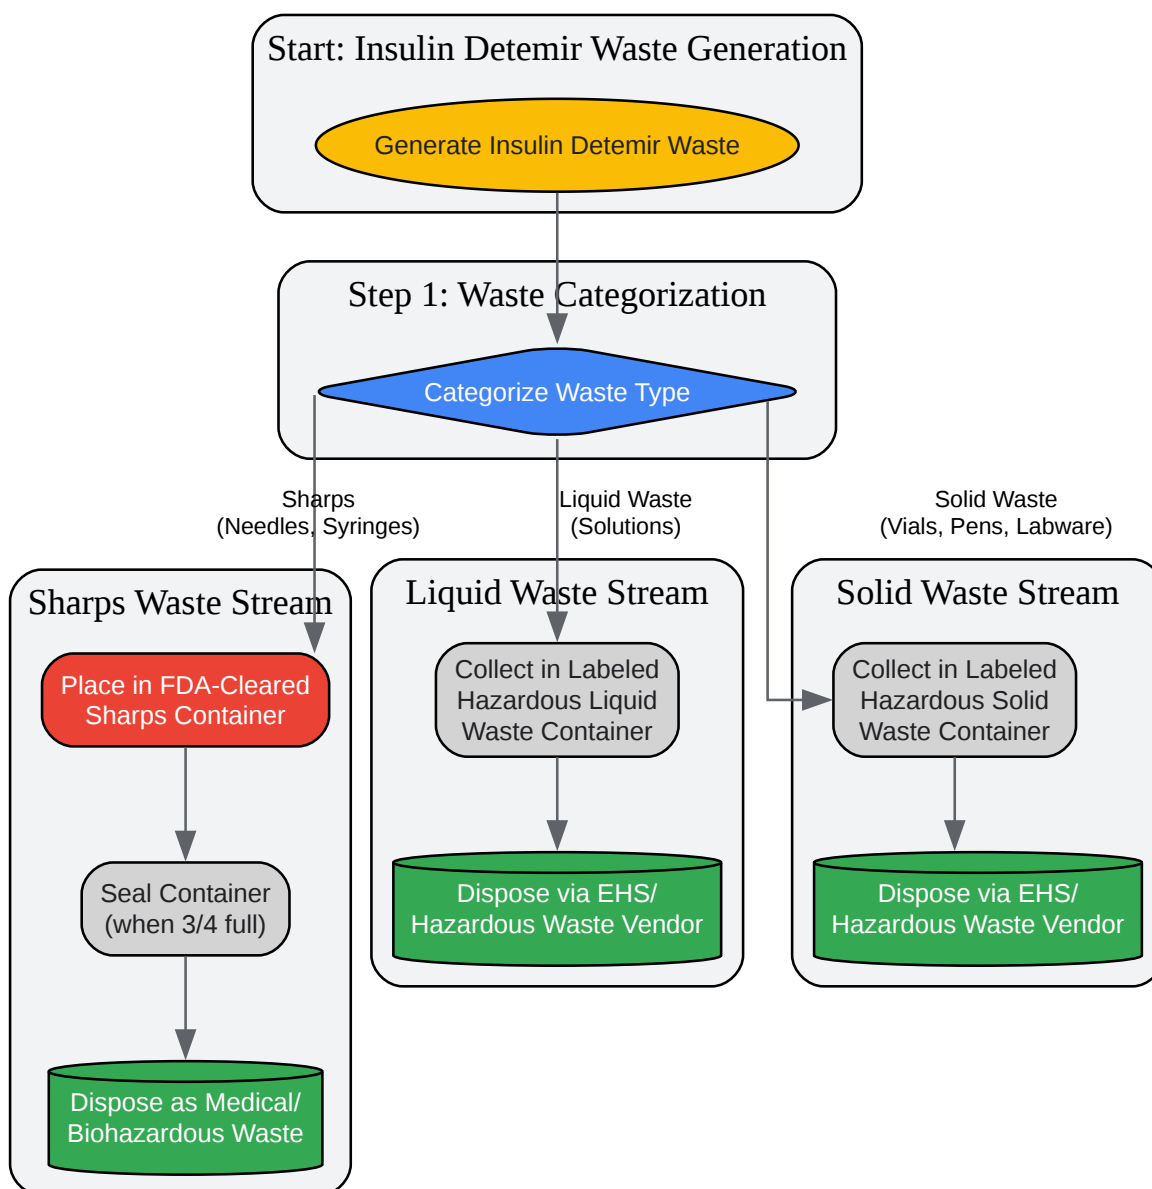 Start: Insulin Detemir Waste Generation
Generate Insulin Detemir Waste
Step 1: Waste Categorization
Categorize Waste Type
Sharps
(Needles, Syringes)
Liquid Waste
(Solutions)
Solid Waste
(Vials, Pens, Labware)
Sharps Waste Stream
Place in FDA-Cleared
Sharps Container
Seal Container
(when 3/4 full)
Dispose as Medical/
Biohazardous Waste
Liquid Waste Stream
Collect in Labeled
Hazardous Liquid
Waste Container
Dispose via EHS/
Hazardous Waste Vendor
Solid Waste Stream
Collect in Labeled
Hazardous Solid
Waste Container
Dispose via EHS/
Hazardous Waste Vendor